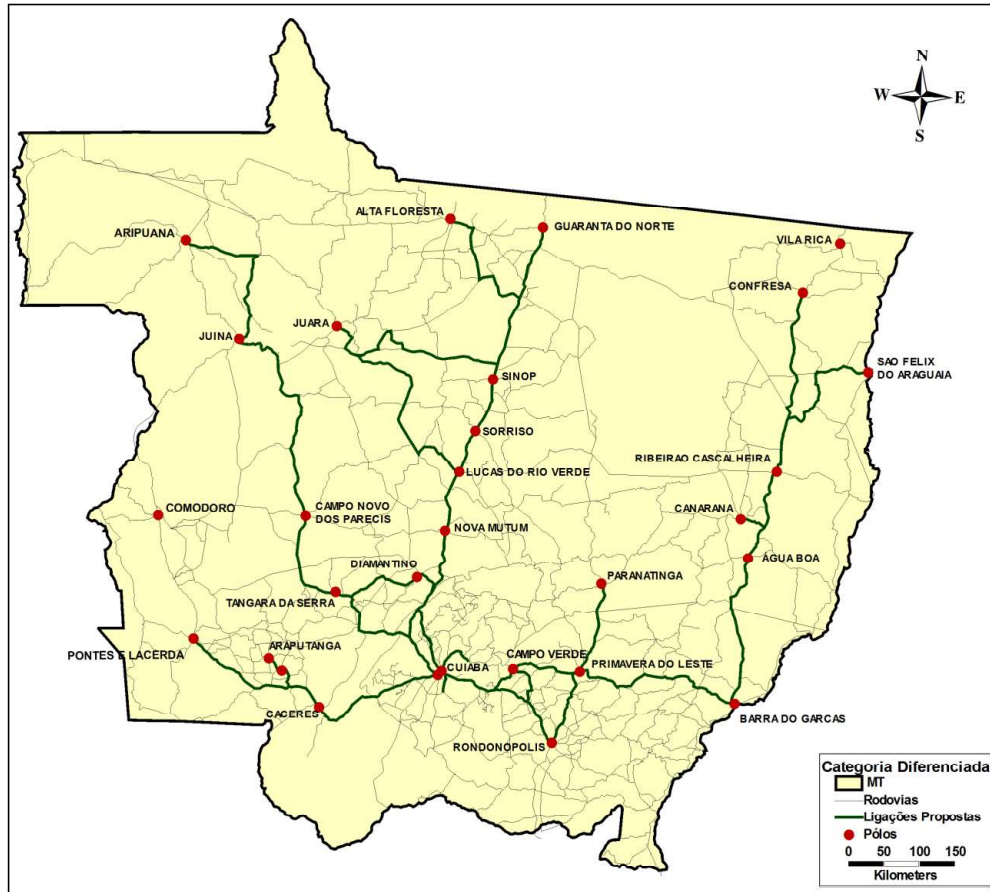 N
W E
S
ALTA FLORESTA
GUARANTA DO NORTE
ARIPUANA
VILA RICA
CONFRESA
JUARA
JUINA
SAO FELIX
DO ARAGUAIA
SINOP
SORRISO
RIBEIRAO CASCALHEIRA
LUCAS DO RIO VERDE
COMODORO
CAMPO NOVO
DOS PARECIS
CANARANA
NOVA MUTUM
DIAMANTINO
ÁGUA BOA
PARANATINGA
TANGARA DA SERRA
PONTES E LACERDA
ARAPUTANGA
CUIABA
CAMPO VERDE
PRIMAVERA DO LESTE
CACERES
BARRA DO GARCAS
RONDONOPOLIS
Categoria Diferenciada
MT
Rodovias
Ligações Propostas
Pólos
0 50 100 150
Kilometers